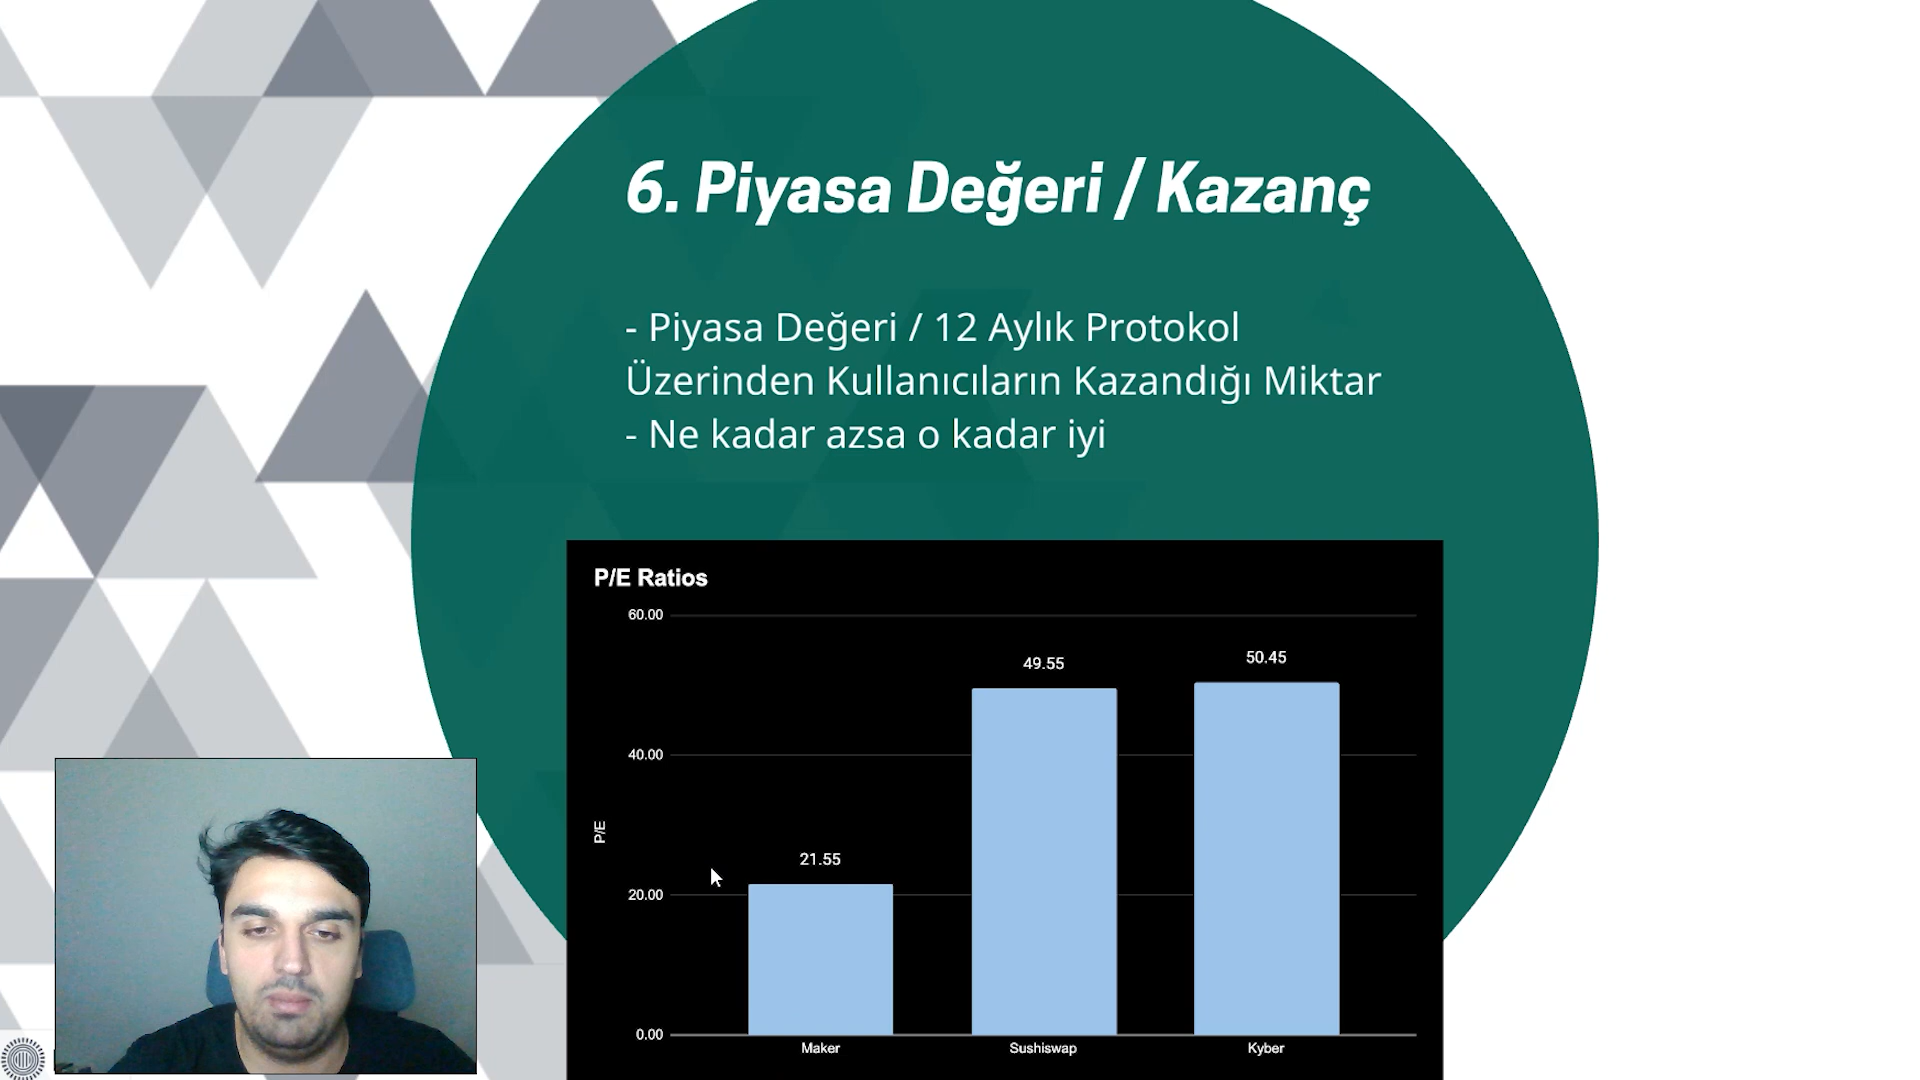 6. Piyasa Değeri / Kazanç
- Piyasa Değeri / 12 Aylık Protokol
Üzerinden Kullanıcıların Kazandığı Miktar
- Ne kadar azsa o kadar iyi
P/E Ratios
60.00
49.55
50.45
40.00
P/E
21.55
20.00
0.00
Maker
Sushiswap
Kyber